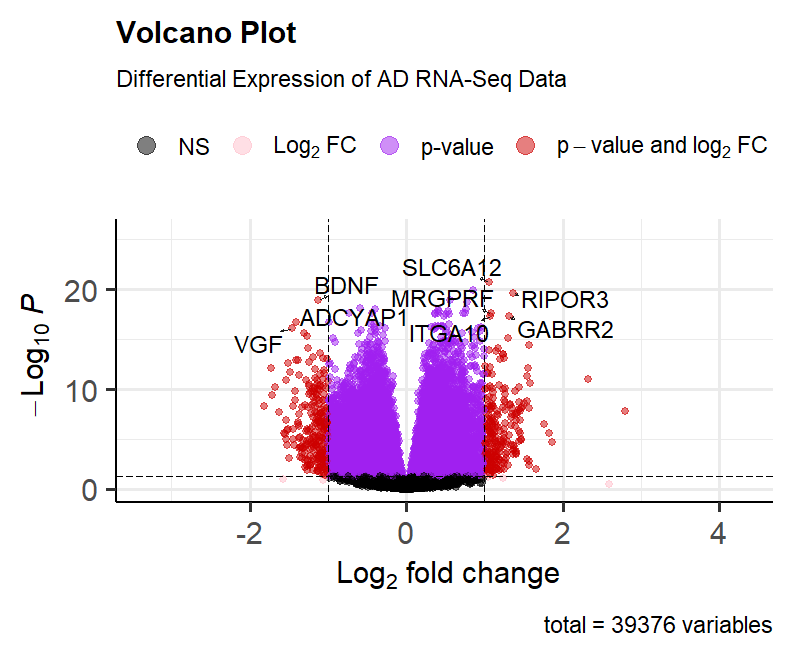 Volcano Plot
Differential Expression of AD RNA-Seq Data
NS Log₂ FC p-value p − value and log₂ FC
−Log₁₀ P
20
10
0
SLC6A12
BDNF
MRGPRF RIPOR3
ADCYAP1
ITGA10 GABRR2
VGF
-2 0 2 4
Log₂ fold change
total = 39376 variables